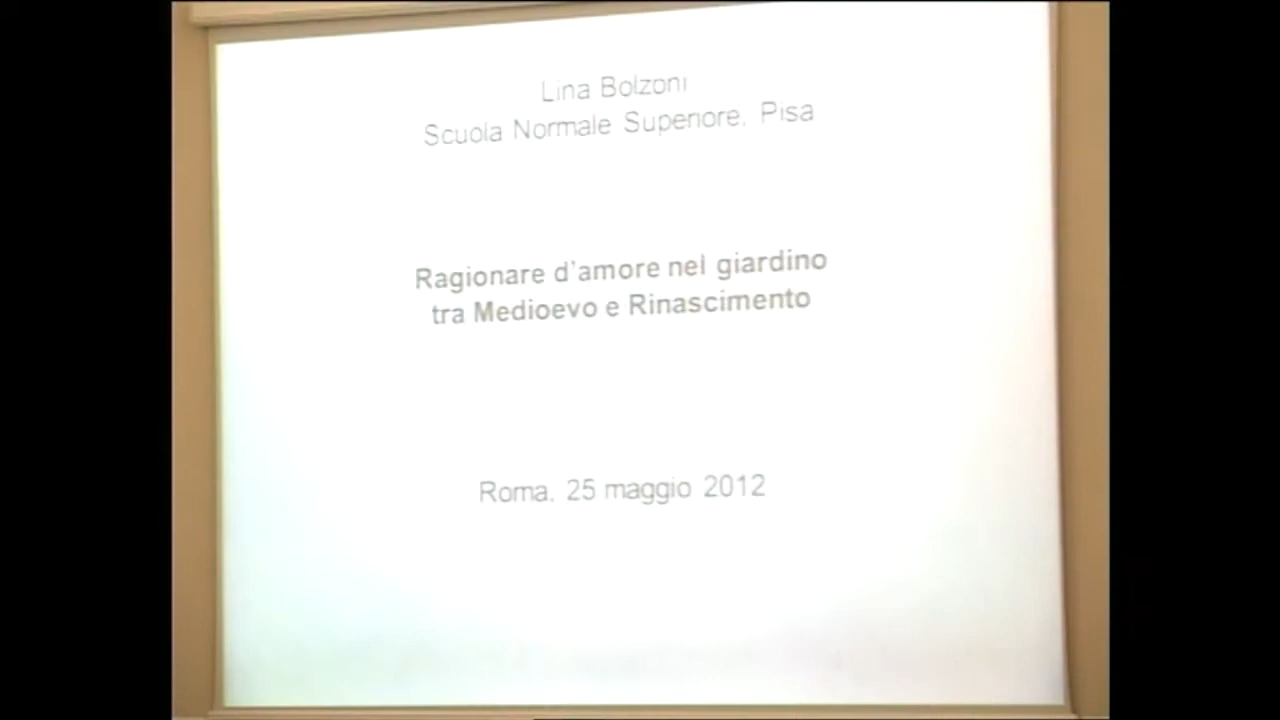 Lina Bolzoni
Scuola Normale Superiore, Pisa
Ragionare d'amore nel giardino
tra Medioevo e Rinascimento
Roma, 25 maggio 2012